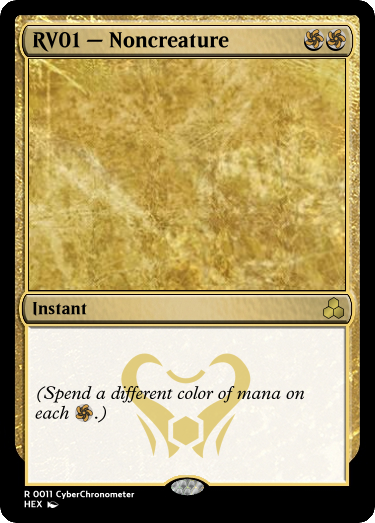 RV01 — Noncreature
Instant
(Spend a different color of mana on
each .)
R 0011 CyberChronometer
HEX